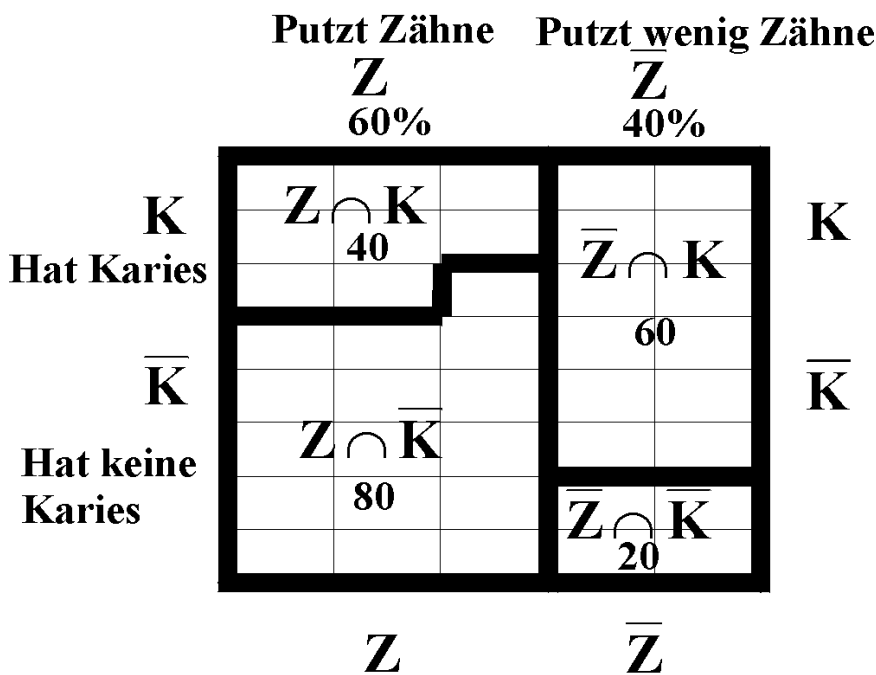 Putzt Zähne Putzt wenig Zähne
Z Z̅
60% 40%
K Z ∩ K K
Hat Karies 40 Z̅ ∩ K
60
K̅ K̅
Z ∩ K̅
Hat keine
Karies 80 Z̅ ∩ K̅
20
Z Z̅